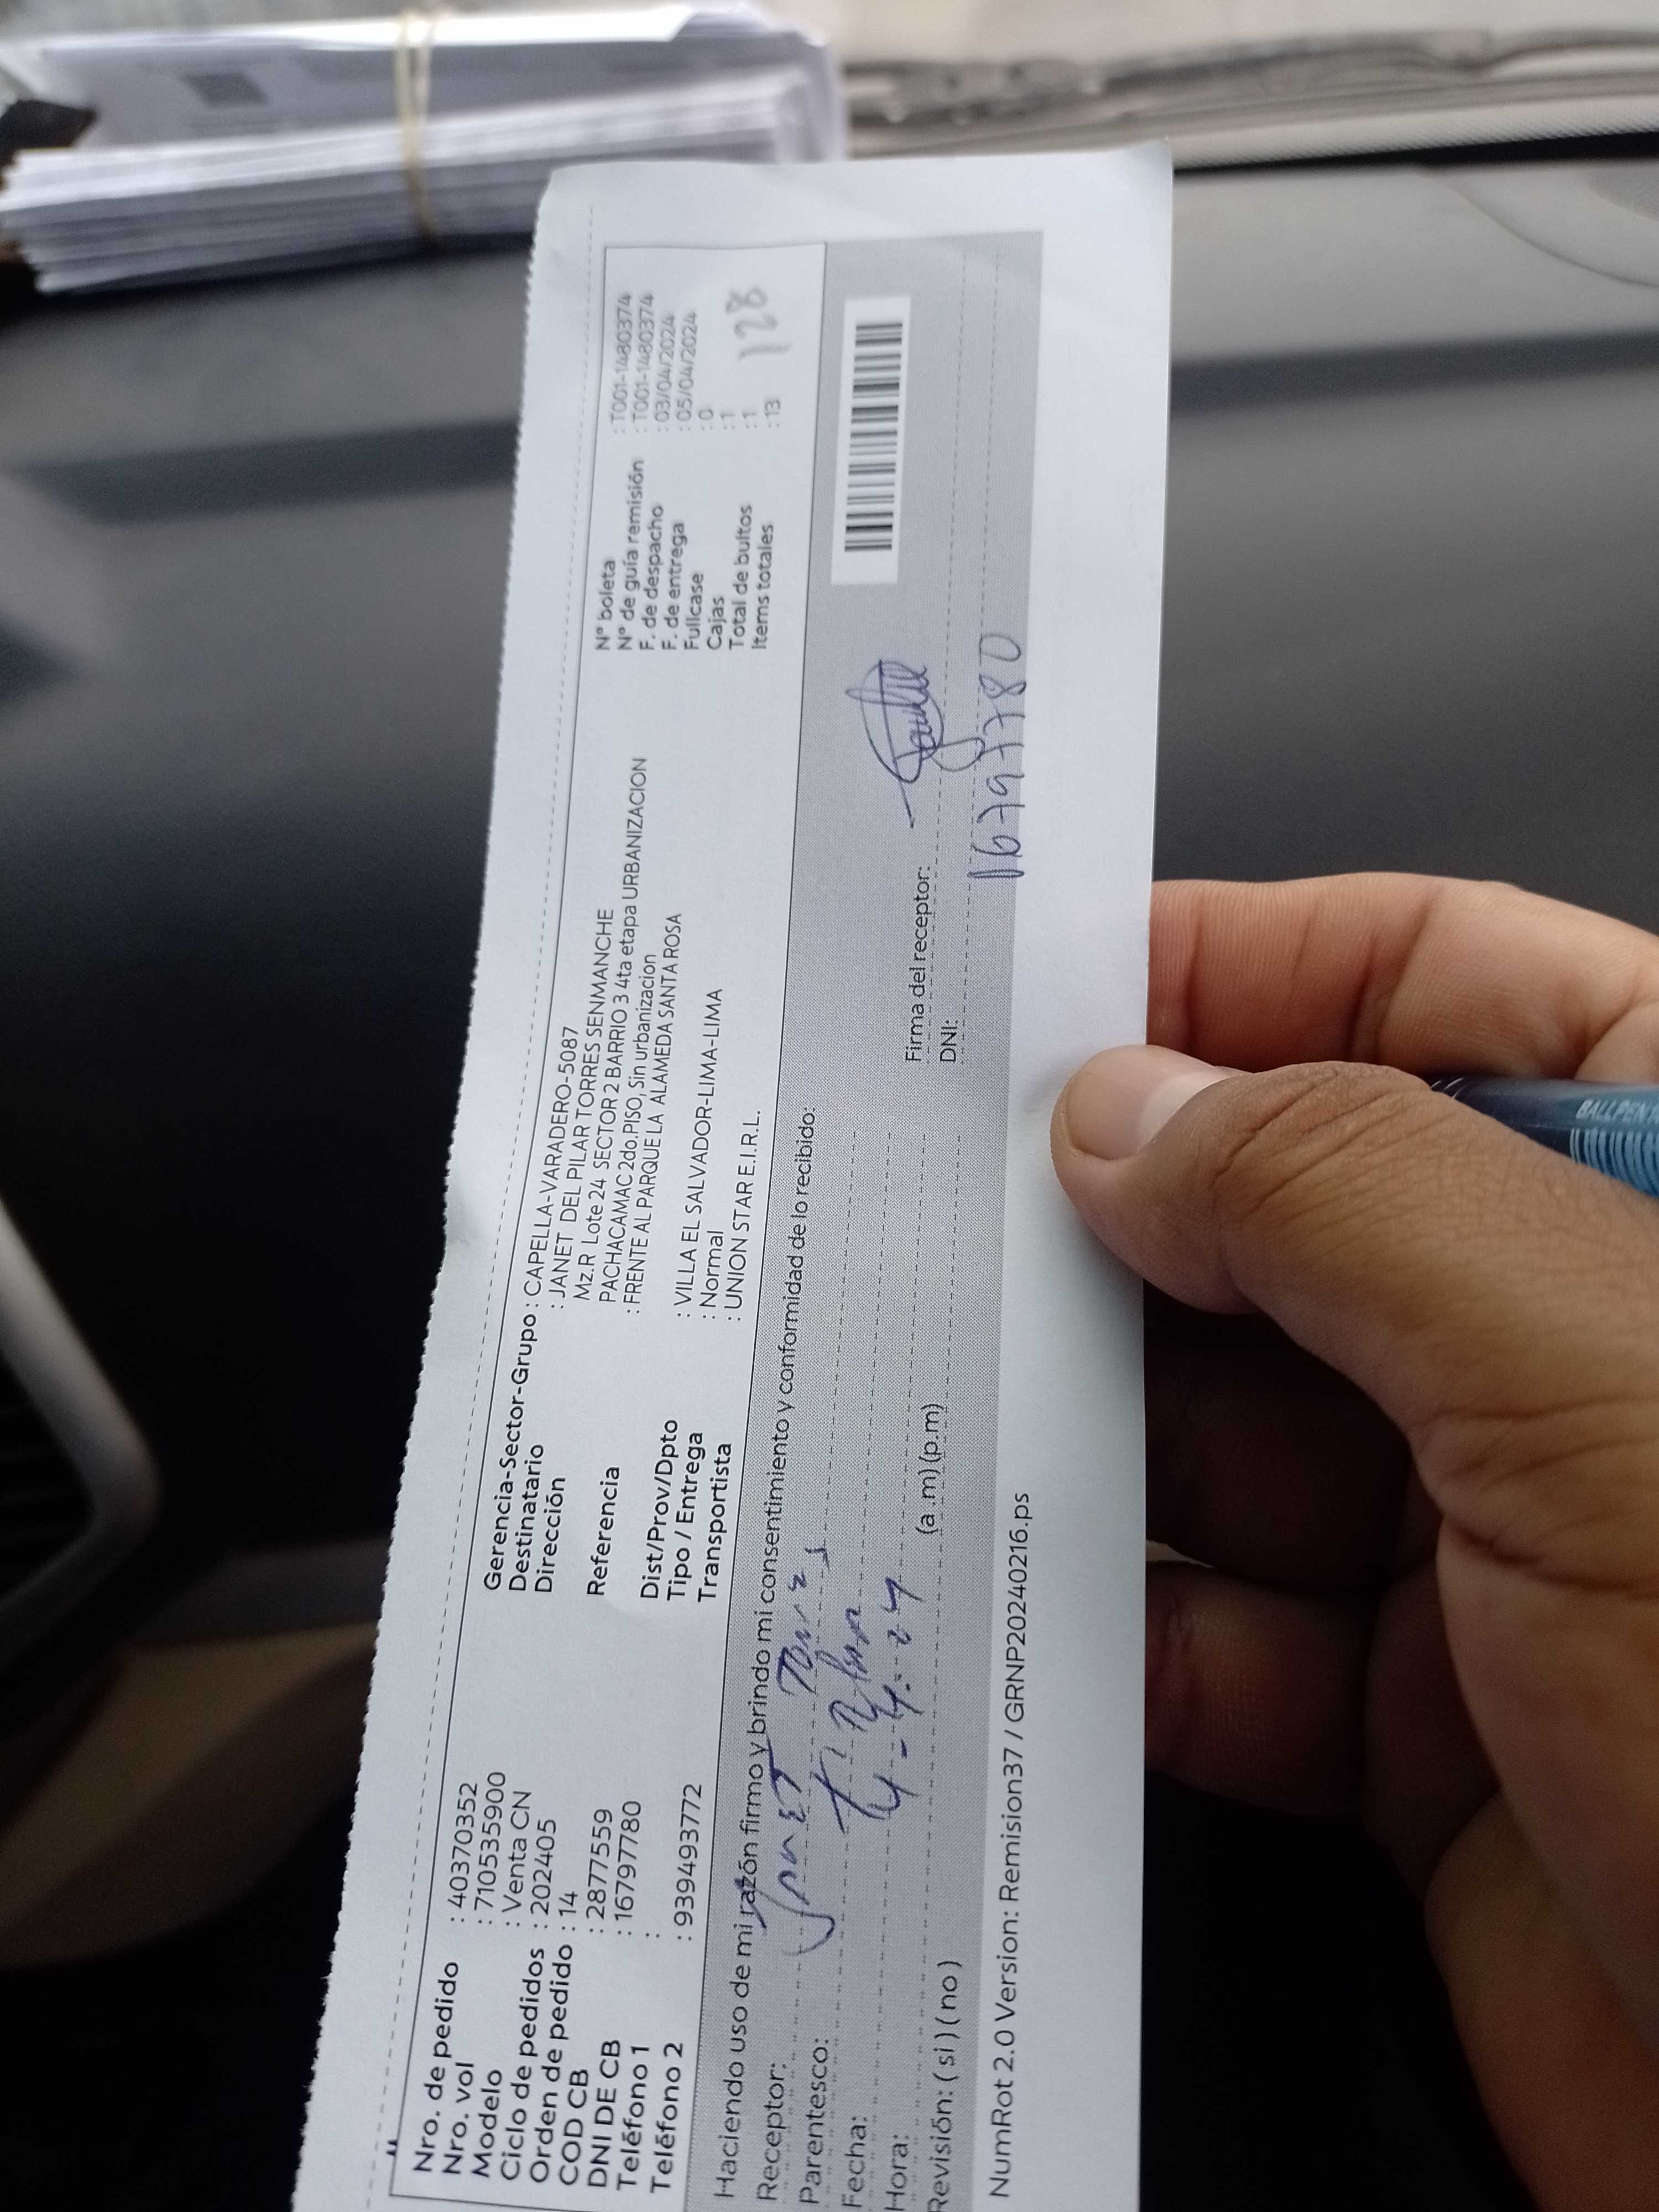 Nro. de pedido : 40370352
Nro. vol : 710535900
Modelo : Venta CN
Ciclo de pedidos : 202405
Orden de pedido : 14
COD CB : 2877559
DNI DE CB : 16797780
Teléfono 1 :
Teléfono 2 : 939493772
Gerencia-Sector-Grupo : CAPELLA-VARADERO-5087
Destinatario : JANET DEL PILAR TORRES SENMANCHE
Dirección Mz.R Lote 24 SECTOR 2 BARRIO 3 4ta etapa URBANIZACION
PACHACAMAC 2do.PISO, Sin urbanizacion
Referencia : FRENTE AL PARQUE LA ALAMEDA SANTA ROSA
Dist/Prov/Dpto : VILLA EL SALVADOR-LIMA-LIMA
Tipo / Entrega : Normal
Transportista : UNION STAR E.I.R.L.
N° boleta : T001-1480374
N° de guía remisión : T001-1480374
F. de despacho : 03/04/2024
F. de entrega : 05/04/2024
Fullcase : 0
Cajas : 1
Total de bultos : 1
Items totales : 13
128
Haciendo uso de mi razón firmo y brindo mi consentimiento y conformidad de lo recibido:
Receptor: Janet Torres
Parentesco:
Fecha: 4-4-24
Hora: (a.m) (p.m)
Revisión: ( si ) ( no )
Firma del receptor:
DNI: 16797780
NumRot 2.0 Version: Remision37 / GRNP20240216.ps
BALLPEN